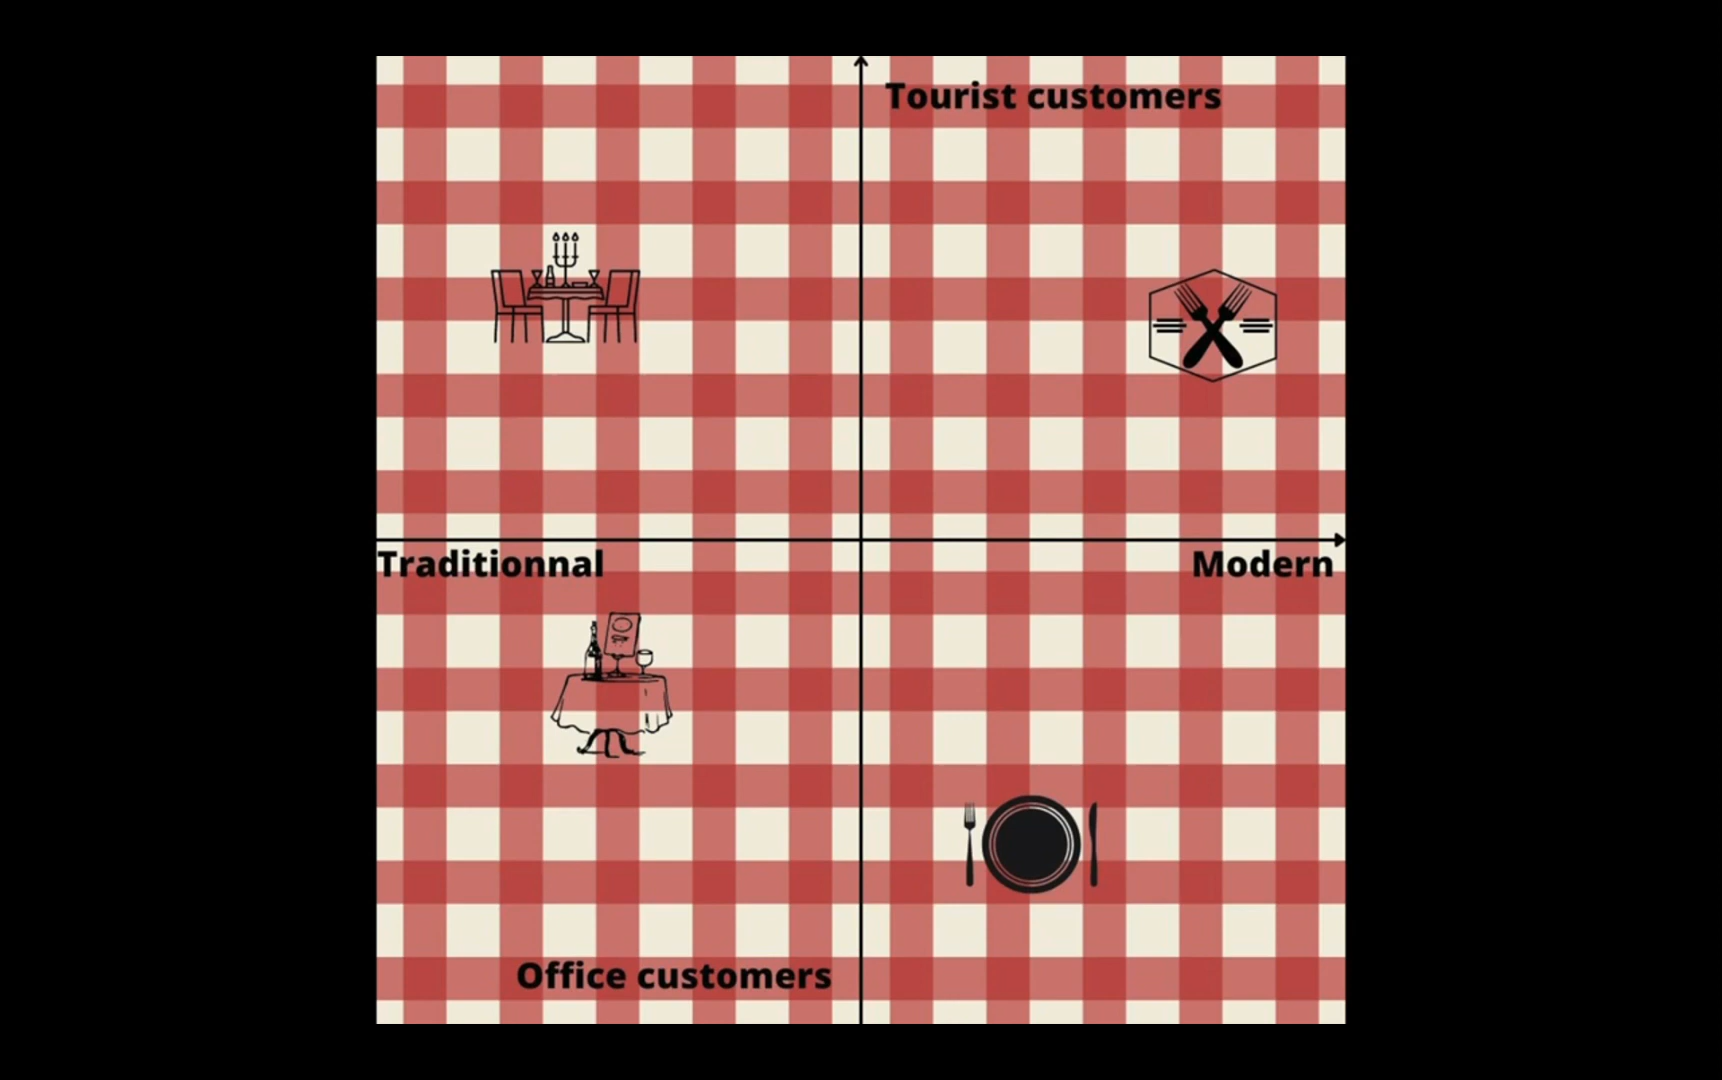 Tourist customers
Traditionnal
Modern
Office customers